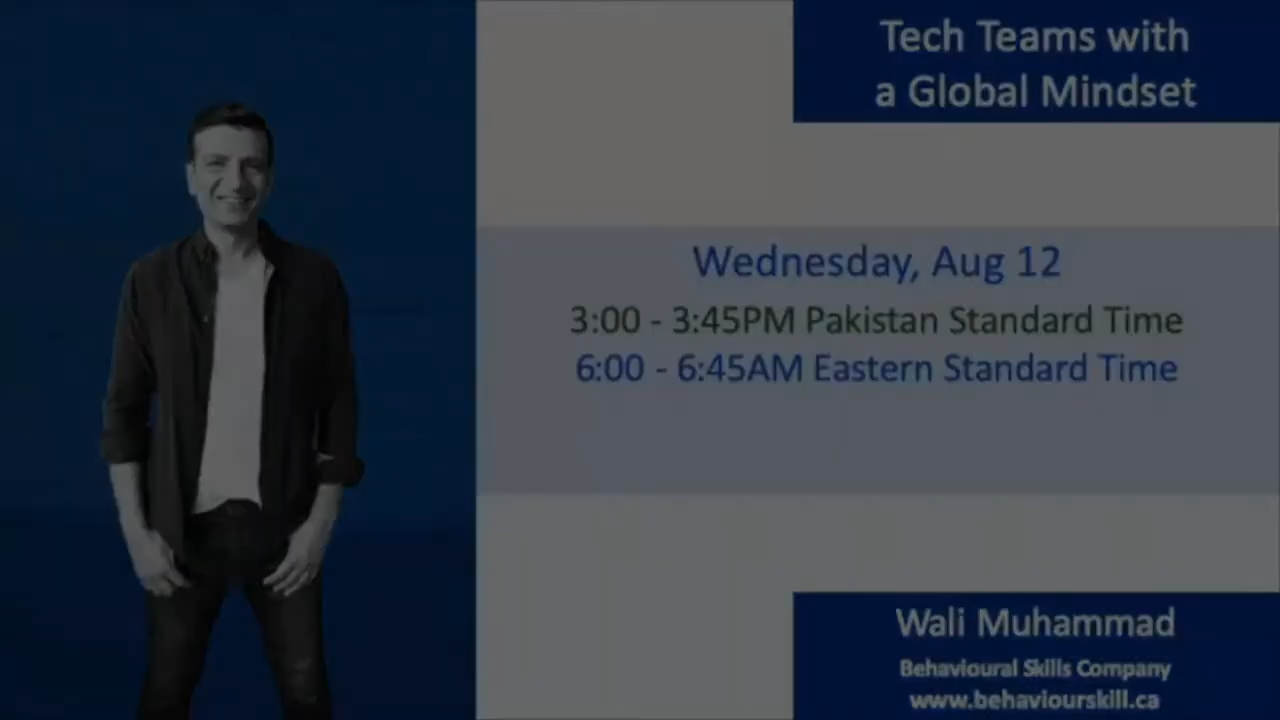 Tech Teams with
a Global Mindset
Wednesday, Aug 12
3:00 - 3:45PM Pakistan Standard Time
6:00 - 6:45AM Eastern Standard Time
Wali Muhammad
Behavioural Skills Company
www.behaviourskill.ca